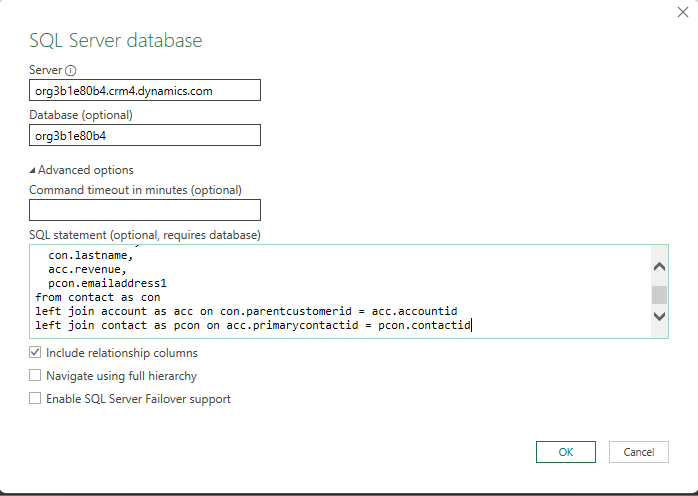 SQL Server database
Server
org3b1e80b4.crm4.dynamics.com
Database (optional)
org3b1e80b4
Advanced options
Command timeout in minutes (optional)
SQL statement (optional, requires database)
con.lastname,
acc.revenue,
pcon.emailaddress1
from contact as con
left join account as acc on con.parentcustomerid = acc.accountid
left join contact as pcon on acc.primarycontactid = pcon.contactid
Include relationship columns
Navigate using full hierarchy
Enable SQL Server Failover support
OK Cancel